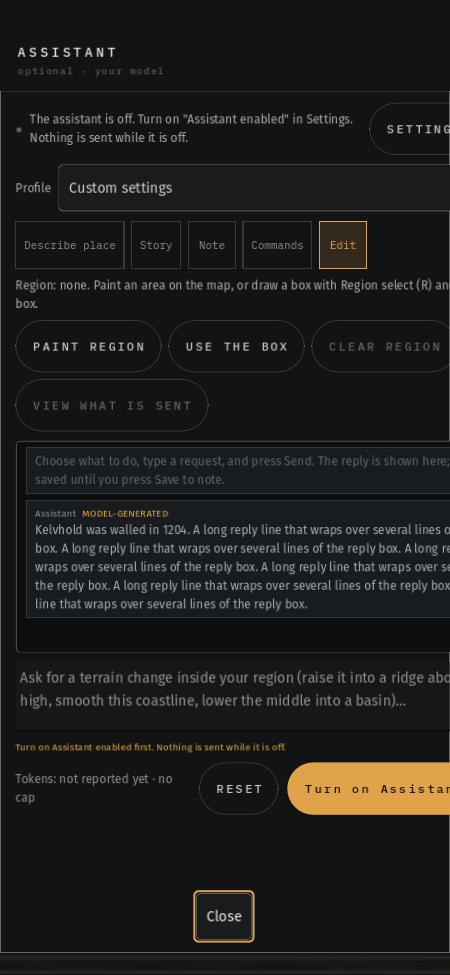 ASSISTANT
optional · your model
The assistant is off. Turn on "Assistant enabled" in Settings.
Nothing is sent while it is off.
SETTING
Profile
Custom settings
Describe place
Story
Note
Commands
Edit
Region: none. Paint an area on the map, or draw a box with Region select (R) an
box.
PAINT REGION
USE THE BOX
CLEAR REGION
VIEW WHAT IS SENT
Choose what to do, type a request, and press Send. The reply is shown here;
saved until you press Save to note.
Assistant MODEL-GENERATED
Kelvhold was walled in 1204. A long reply line that wraps over several lines o
box. A long reply line that wraps over several lines of the reply box. A long re
wraps over several lines of the reply box. A long reply line that wraps over se
the reply box. A long reply line that wraps over several lines of the reply box
line that wraps over several lines of the reply box.
Ask for a terrain change inside your region (raise it into a ridge abo
high, smooth this coastline, lower the middle into a basin)...
Turn on Assistant enabled first. Nothing is sent while it is off.
Tokens: not reported yet · no
cap
RESET
Turn on Assistan
Close